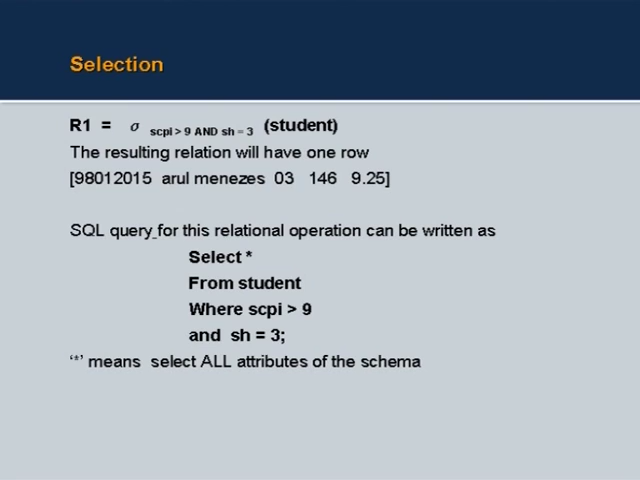 Selection
R1 = σ scpi > 9 AND sh = 3 (student)
The resulting relation will have one row
[98012015 arul menezes 03 146 9.25]
SQL query for this relational operation can be written as
Select *
From student
Where scpi > 9
and sh = 3;
'*' means select ALL attributes of the schema